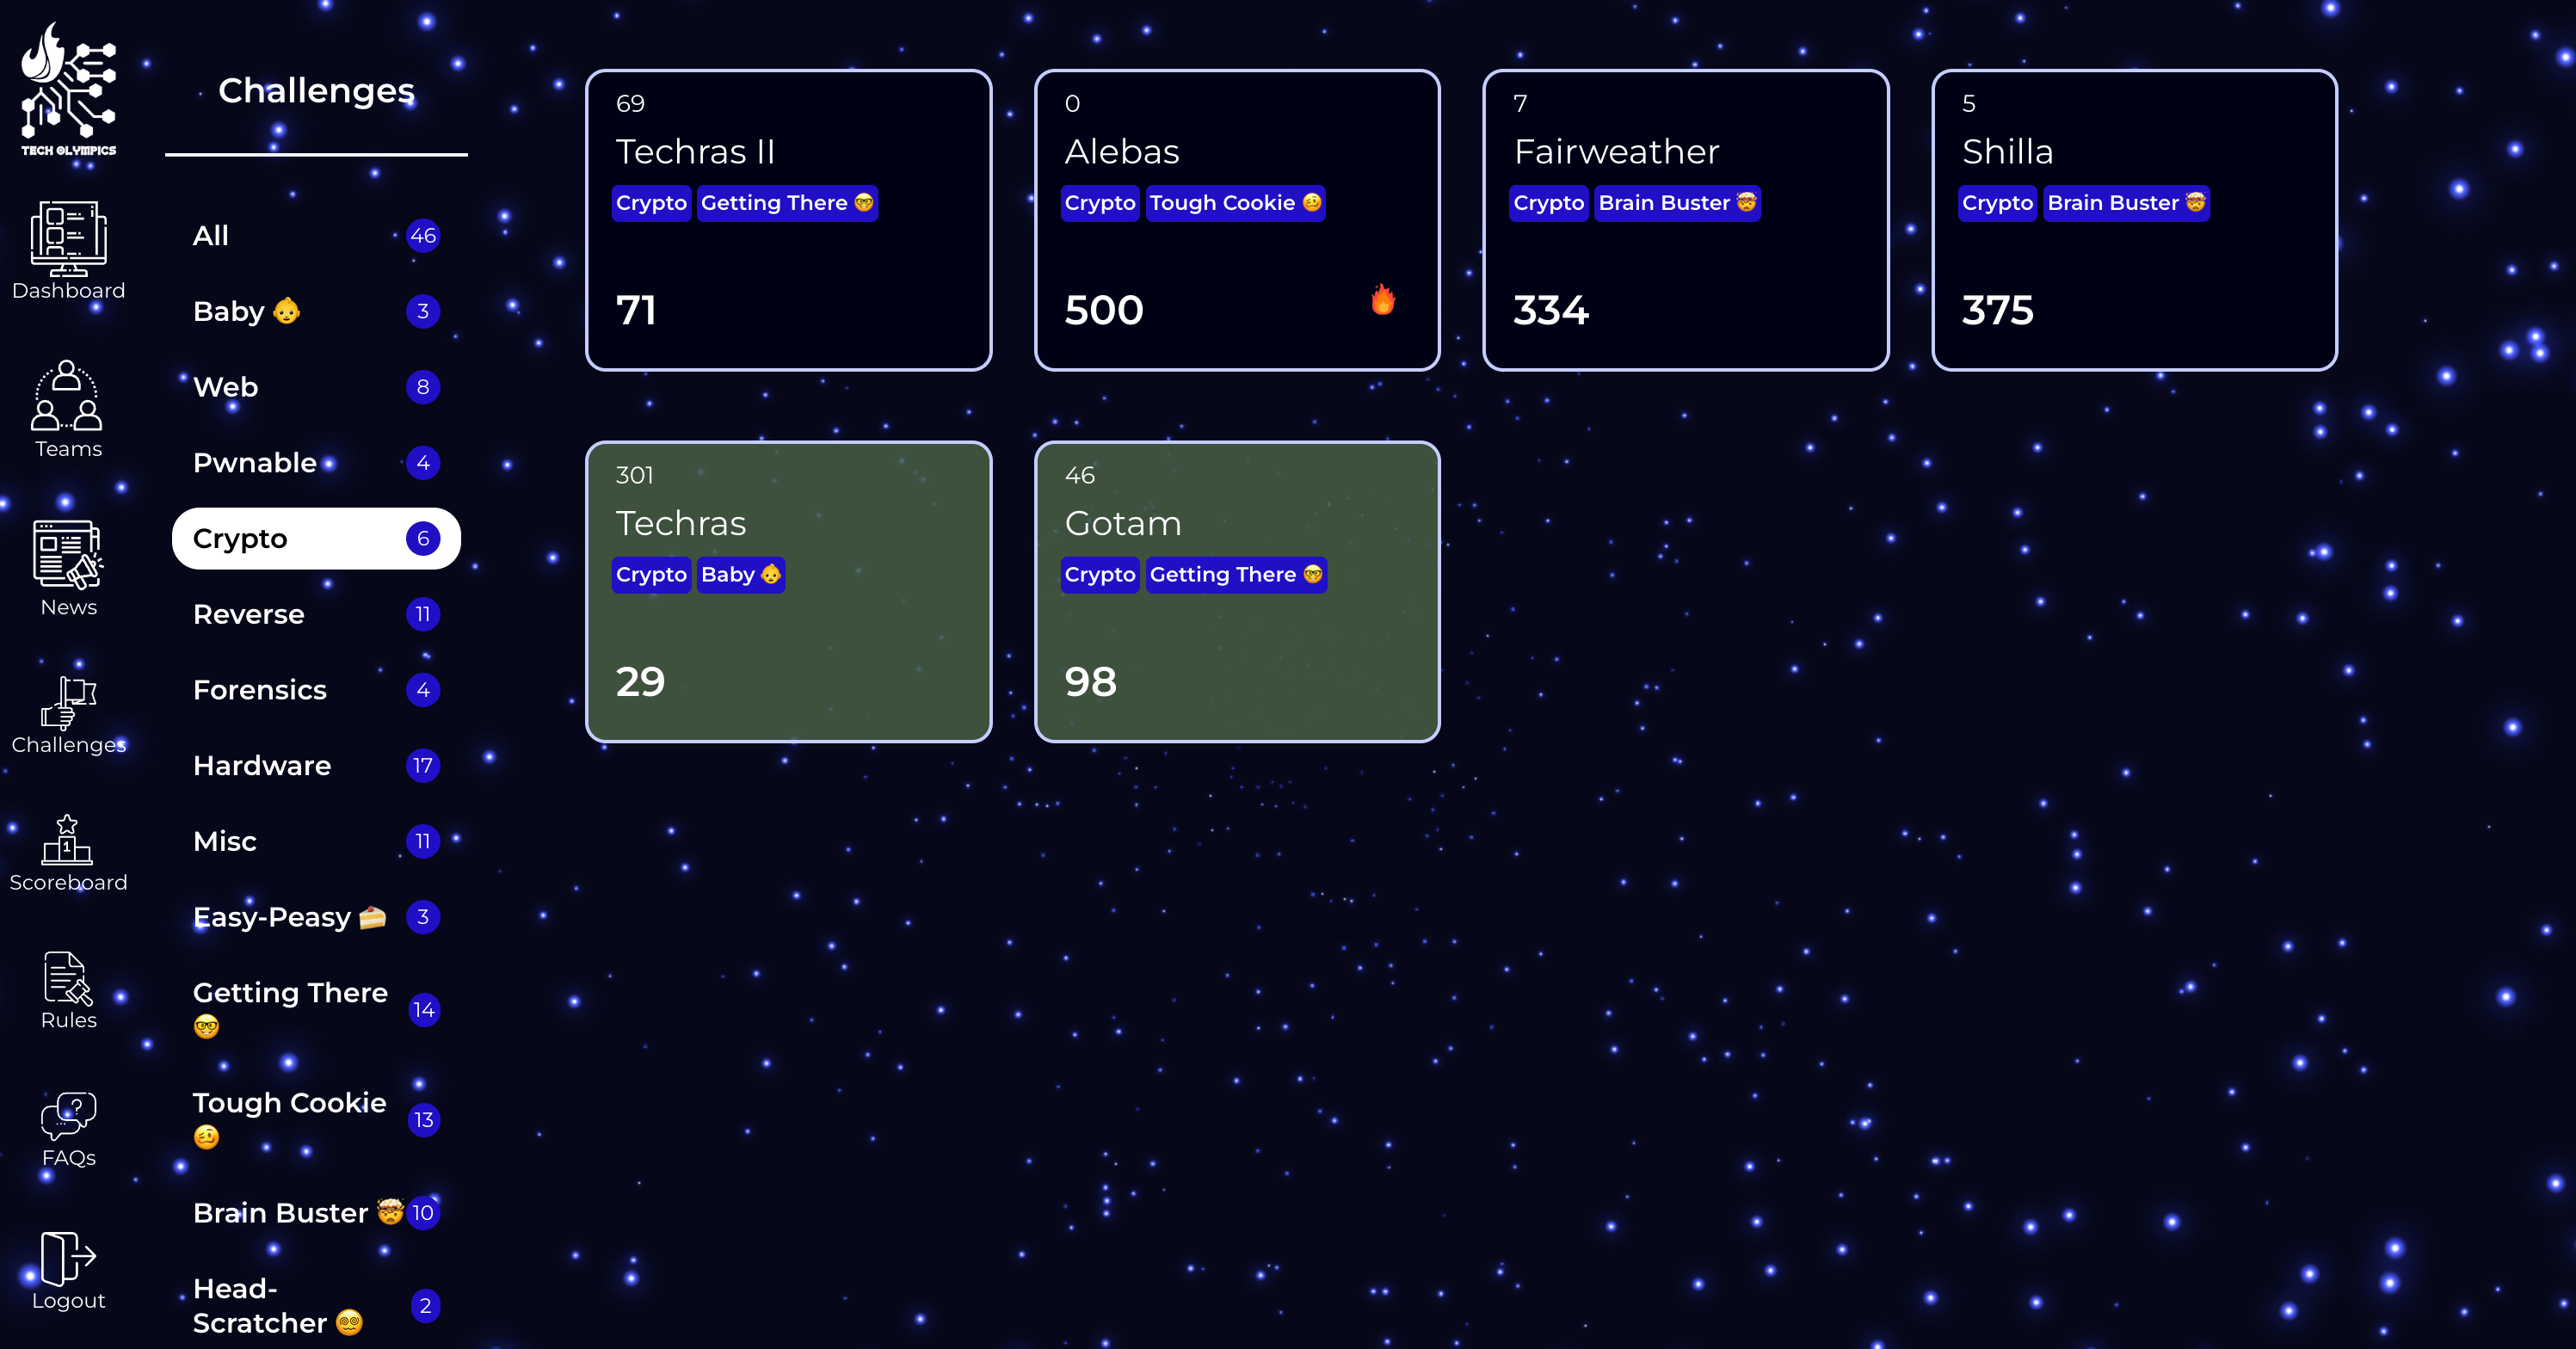 TECH OLYMPICS
Dashboard
Teams
News
Challenges
Scoreboard
Rules
FAQs
Logout
Challenges
All 46
Baby 👶 3
Web 8
Pwnable 4
Crypto 6
Reverse 11
Forensics 4
Hardware 17
Misc 11
Easy-Peasy 🍰 3
Getting There
🤓 14
Tough Cookie
🥴 13
Brain Buster 🤯 10
Head-
Scratcher 😵‍💫 2
69
Techras II
Crypto Getting There 🤓
71
0
Alebas
Crypto Tough Cookie 🥴
500 🔥
7
Fairweather
Crypto Brain Buster 🤯
334
5
Shilla
Crypto Brain Buster 🤯
375
301
Techras
Crypto Baby 👶
29
46
Gotam
Crypto Getting There 🤓
98